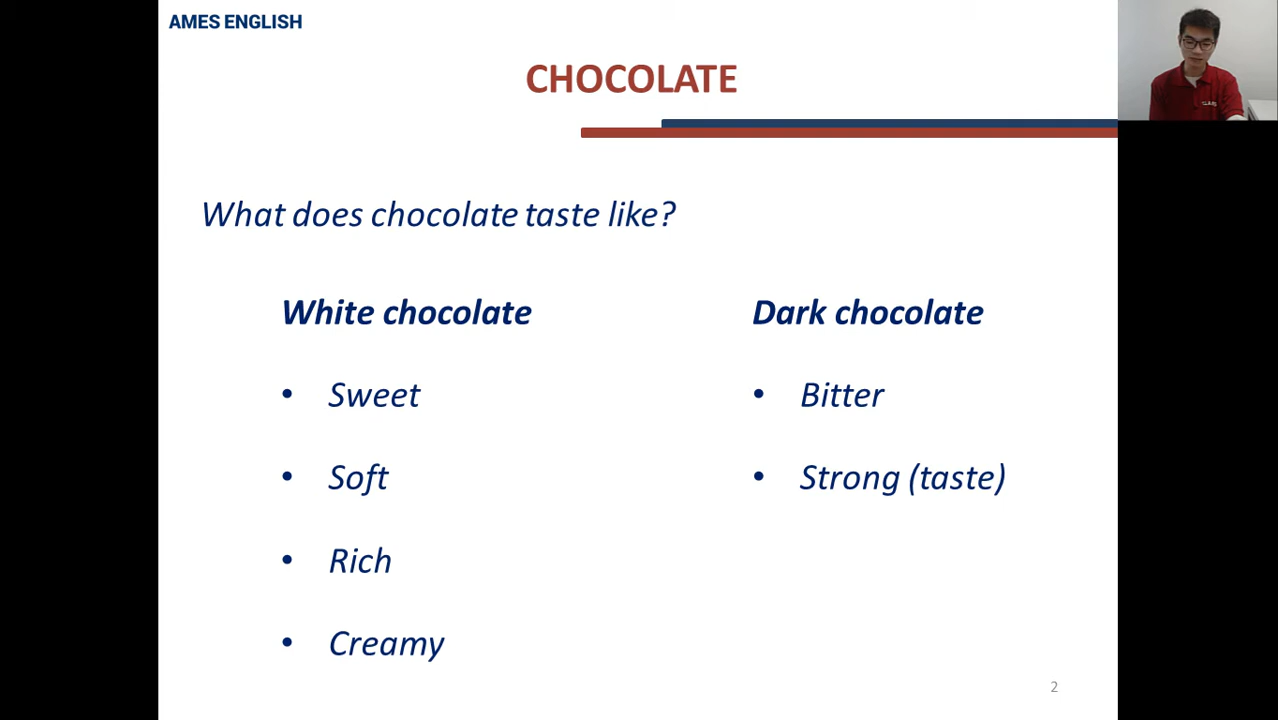 AMES ENGLISH
CHOCOLATE
What does chocolate taste like?
White chocolate
• Sweet
• Soft
• Rich
• Creamy
Dark chocolate
• Bitter
• Strong (taste)
2